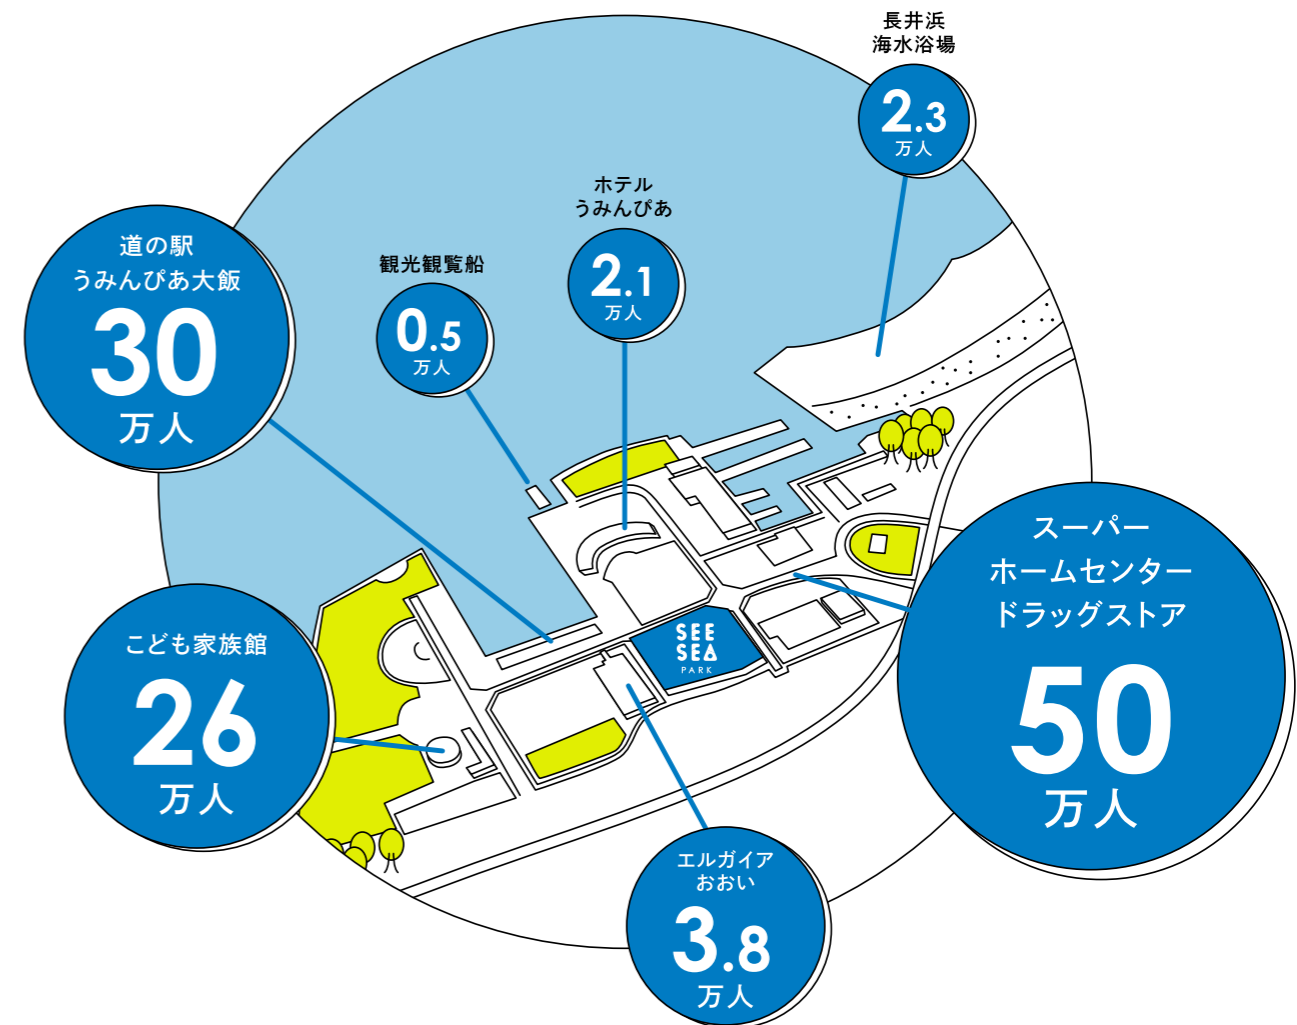 長井浜
海水浴場
2.3
万人
ホテル
うみんぴあ
2.1
万人
観光観覧船
0.5
万人
道の駅
うみんぴあ大飯
30
万人
スーパー
ホームセンター
ドラッグストア
50
万人
SEE
SEA
PARK
こども家族館
26
万人
エルガイア
おおい
3.8
万人